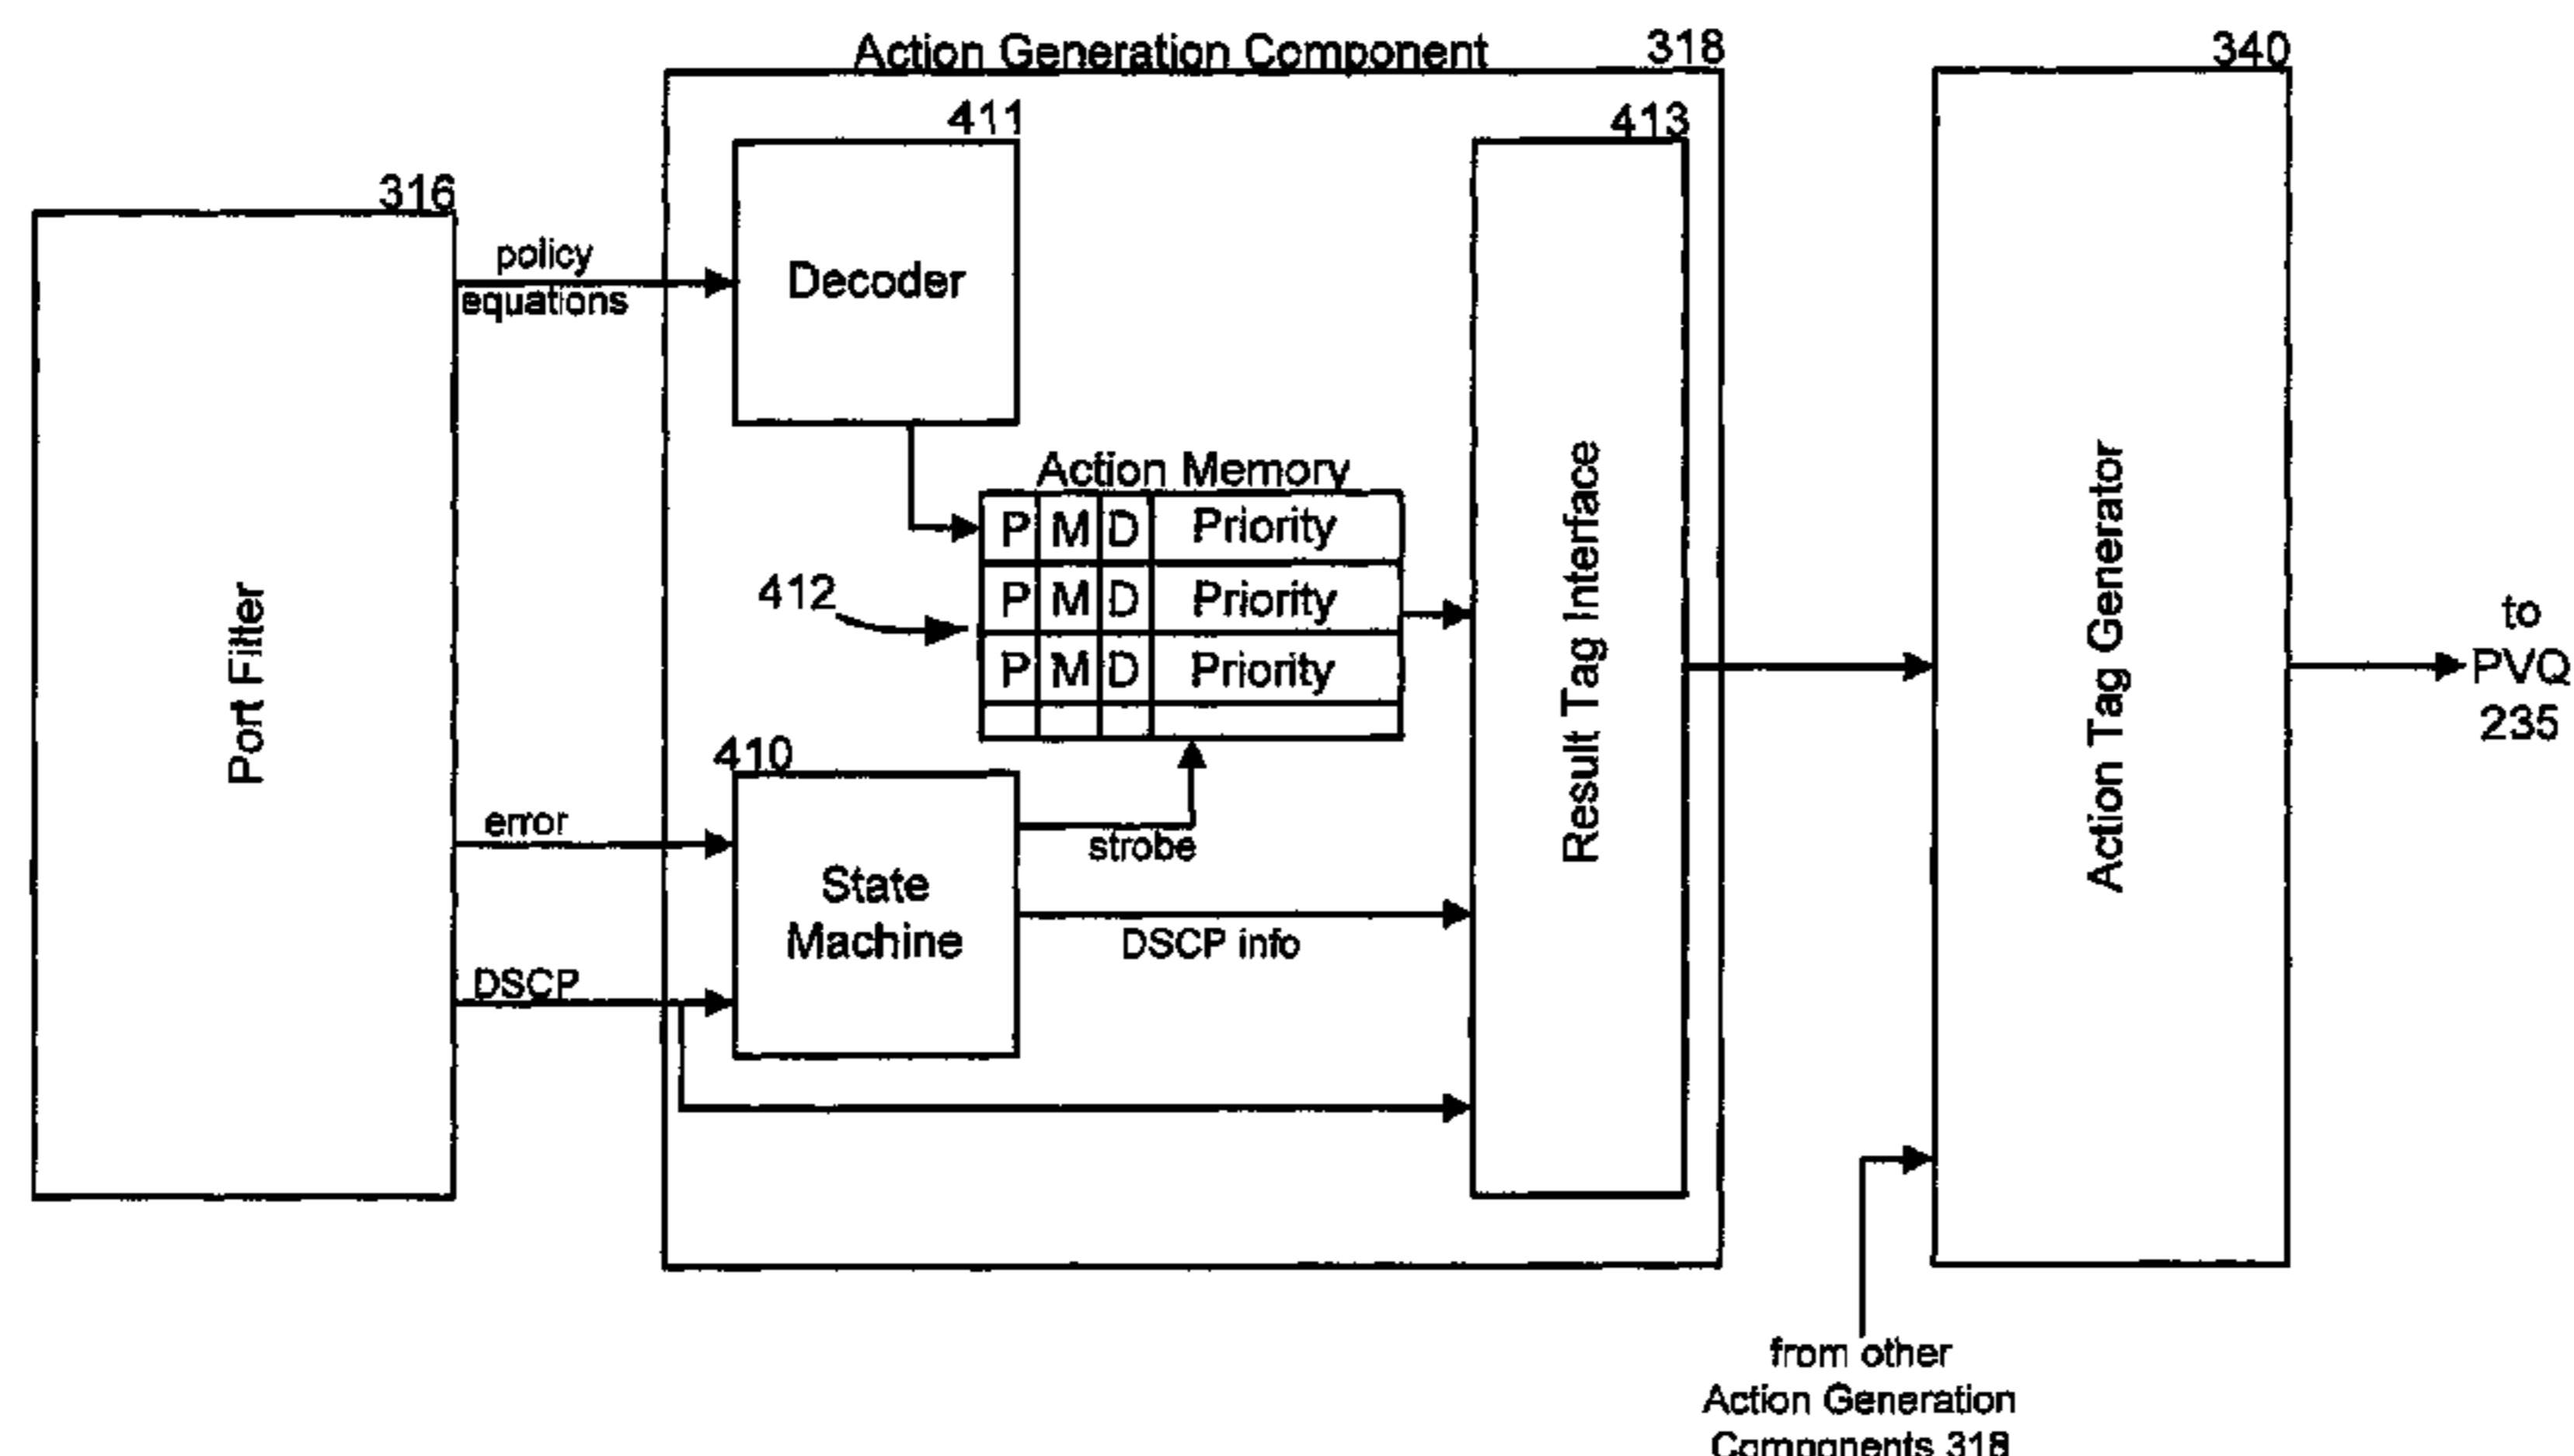 Action Generation Component
318
340
411
413
316
policy
equations
Decoder
Action Memory
P M D Priority
P M D Priority
P M D Priority
412
Port Filter
Result Tag Interface
Action Tag Generator
to
PVQ
235
410
error
strobe
State
Machine
DSCP info
DSCP
from other
Action Generation
Components 318